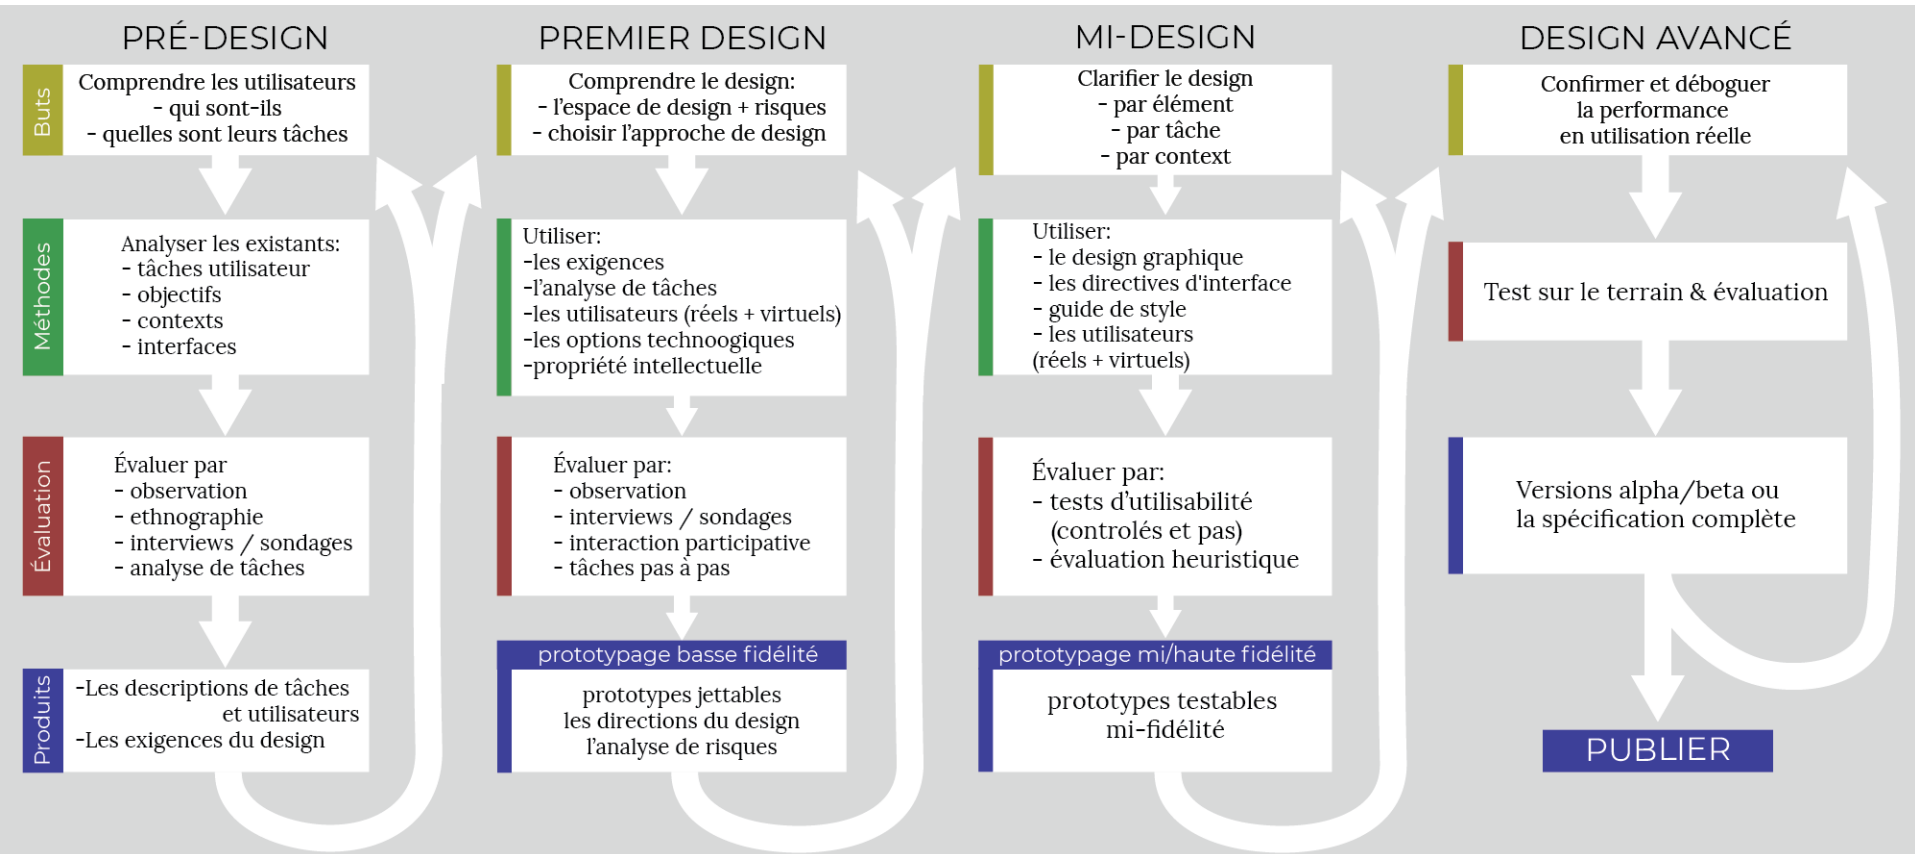 PRÉ-DESIGN
Buts
Comprendre les utilisateurs
- qui sont-ils
- quelles sont leurs tâches
Méthodes
Analyser les existants:
- tâches utilisateur
- objectifs
- contexts
- interfaces
Évaluation
Évaluer par
- observation
- ethnographie
- interviews / sondages
- analyse de tâches
Produits
-Les descriptions de tâches
et utilisateurs
-Les exigences du design
PREMIER DESIGN
Comprendre le design:
- l'espace de design + risques
- choisir l'approche de design
Utiliser:
-les exigences
-l'analyse de tâches
-les utilisateurs (réels + virtuels)
-les options technoogiques
-propriété intellectuelle
Évaluer par:
- observation
- interviews / sondages
- interaction participative
- tâches pas à pas
prototypage basse fidélité
prototypes jettables
les directions du design
l'analyse de risques
MI-DESIGN
Clarifier le design
- par élément
- par tâche
- par context
Utiliser:
- le design graphique
- les directives d'interface
- guide de style
- les utilisateurs
(réels + virtuels)
Évaluer par:
- tests d'utilisabilité
(controlés et pas)
- évaluation heuristique
prototypage mi/haute fidélité
prototypes testables
mi-fidélité
DESIGN AVANCÉ
Confirmer et déboguer
la performance
en utilisation réelle
Test sur le terrain & évaluation
Versions alpha/beta ou
la spécification complète
PUBLIER